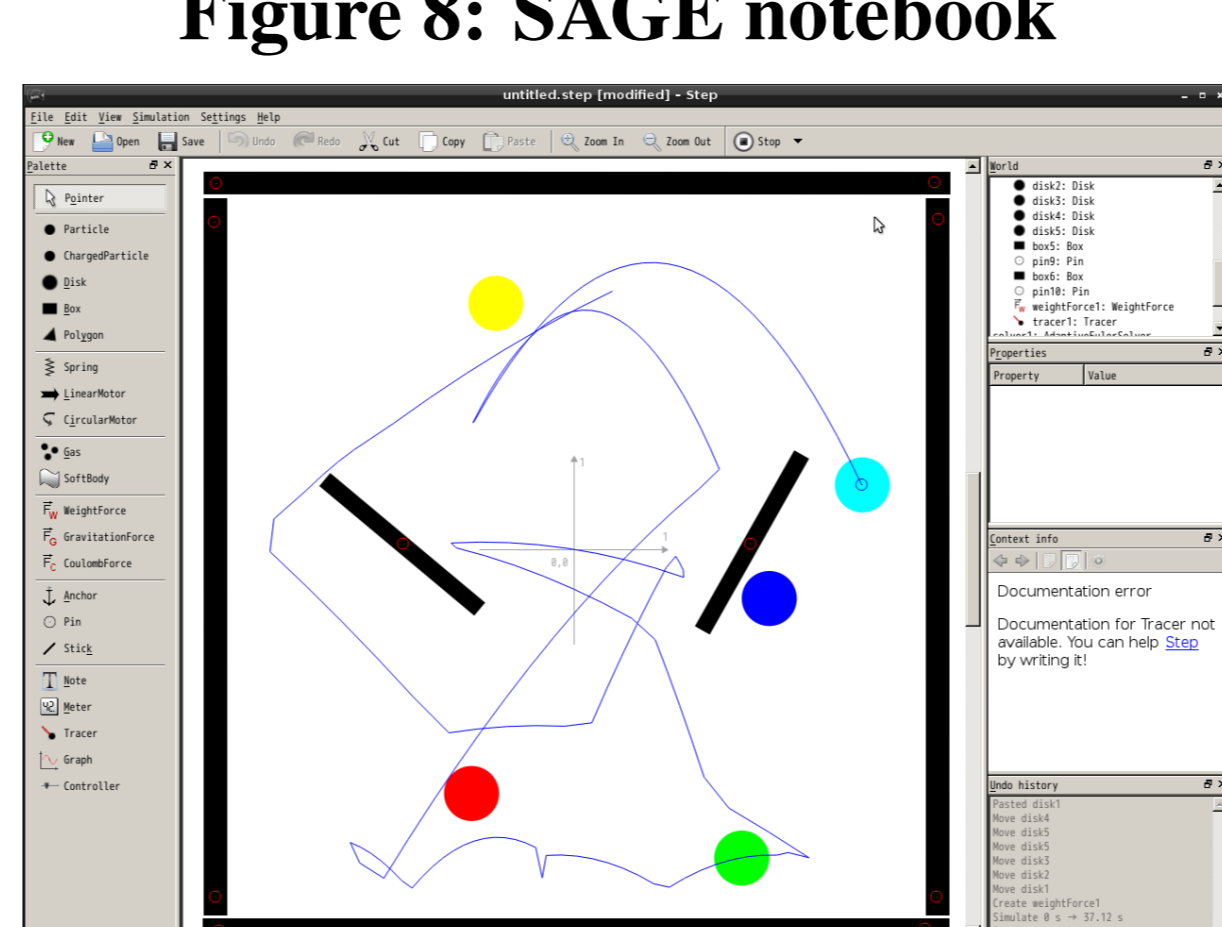 Figure 8: SAGE notebook
untitled.step [modified] - Step
File Edit View Simulation Settings Help
New Open Save Undo Redo Cut Copy Paste Zoom In Zoom Out Stop
Palette
Pointer
Particle
ChargedParticle
Disk
Box
Polygon
Spring
LinearMotor
CircularMotor
Gas
SoftBody
WeightForce
GravitationForce
CoulombForce
Anchor
Pin
Stick
Note
Meter
Tracer
Graph
Controller
1
1
0,0
World
disk2: Disk
disk3: Disk
disk4: Disk
disk5: Disk
box5: Box
pin9: Pin
box6: Box
pin10: Pin
weightForce1: WeightForce
tracer1: Tracer
solver1: AdaptiveEulerSolver
Properties
Property Value
Context info
Documentation error
Documentation for Tracer not
available. You can help Step
by writing it!
Undo history
Pasted disk1
Move disk4
Move disk5
Move disk5
Move disk3
Move disk2
Move disk1
Create weightForce1
Simulate 0 s → 37.12 s